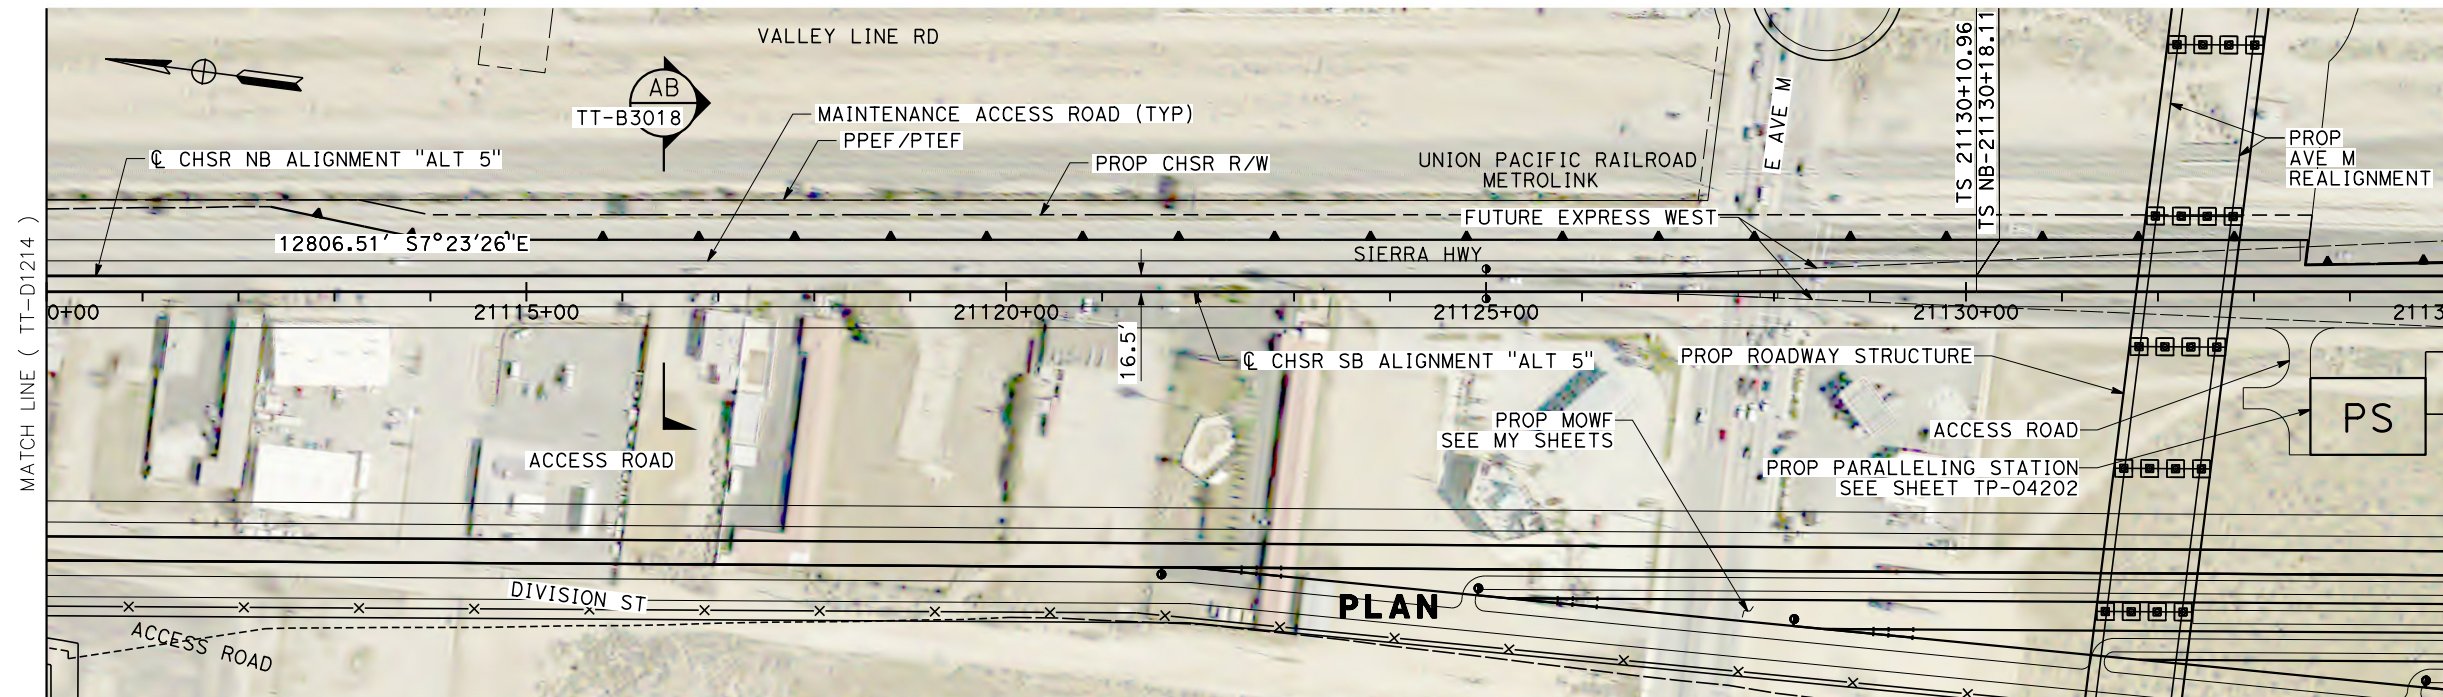 VALLEY LINE RD
AB
TT-B3018
MAINTENANCE ACCESS ROAD (TYP)
PPEF/PTEF
℄ CHSR NB ALIGNMENT "ALT 5"
PROP CHSR R/W
UNION PACIFIC RAILROAD
METROLINK
E AVE M
TS 21130+10.96
TS NB-21130+18.11
PROP
AVE M
REALIGNMENT
FUTURE EXPRESS WEST
12806.51' S7°23'26"E
SIERRA HWY
MATCH LINE ( TT-D1214 )
0+00
21115+00
21120+00
21125+00
21130+00
2113
16.5'
℄ CHSR SB ALIGNMENT "ALT 5"
PROP ROADWAY STRUCTURE
PROP MOWF
SEE MY SHEETS
ACCESS ROAD
PS
ACCESS ROAD
PROP PARALLELING STATION
SEE SHEET TP-04202
DIVISION ST
PLAN
ACCESS ROAD